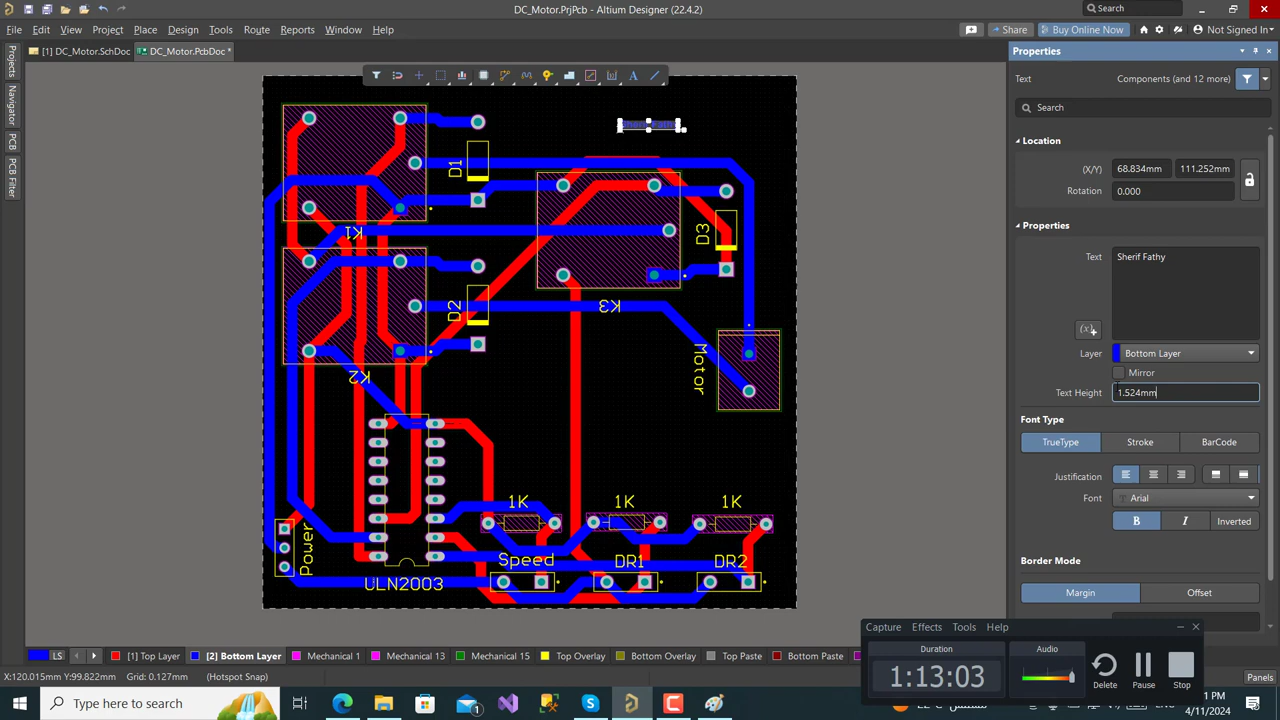 DC_Motor.PrjPcb - Altium Designer (22.4.2)
Search
File Edit View Project Place Design Tools Route Reports Window Help
Share
Buy Online Now
Not Signed In
[1] DC_Motor.SchDoc
DC_Motor.PcbDoc *
Projects
Navigator
PCB
PCB Filter
D1
K1
D2
K2
K3
D3
Motor
1K
1K
1K
Power
ULN2003
Speed
DR1
DR2
Properties
Text
Components (and 12 more)
Search
Location
(X/Y)
68.834mm
111.252mm
Rotation
0.000
Properties
Text
Sherif Fathy
Layer
Bottom Layer
Mirror
Text Height
1.524mm
Font Type
TrueType
Stroke
BarCode
Justification
Font
Arial
B
I
Inverted
Border Mode
Margin
Offset
Capture Effects Tools Help
Duration
1:13:03
Audio
Delete
Pause
Stop
LS
[1] Top Layer
[2] Bottom Layer
Mechanical 1
Mechanical 13
Mechanical 15
Top Overlay
Bottom Overlay
Top Paste
Bottom Paste
X:120.015mm Y:99.822mm
Grid: 0.127mm
(Hotspot Snap)
Panels
Type here to search
4/11/2024